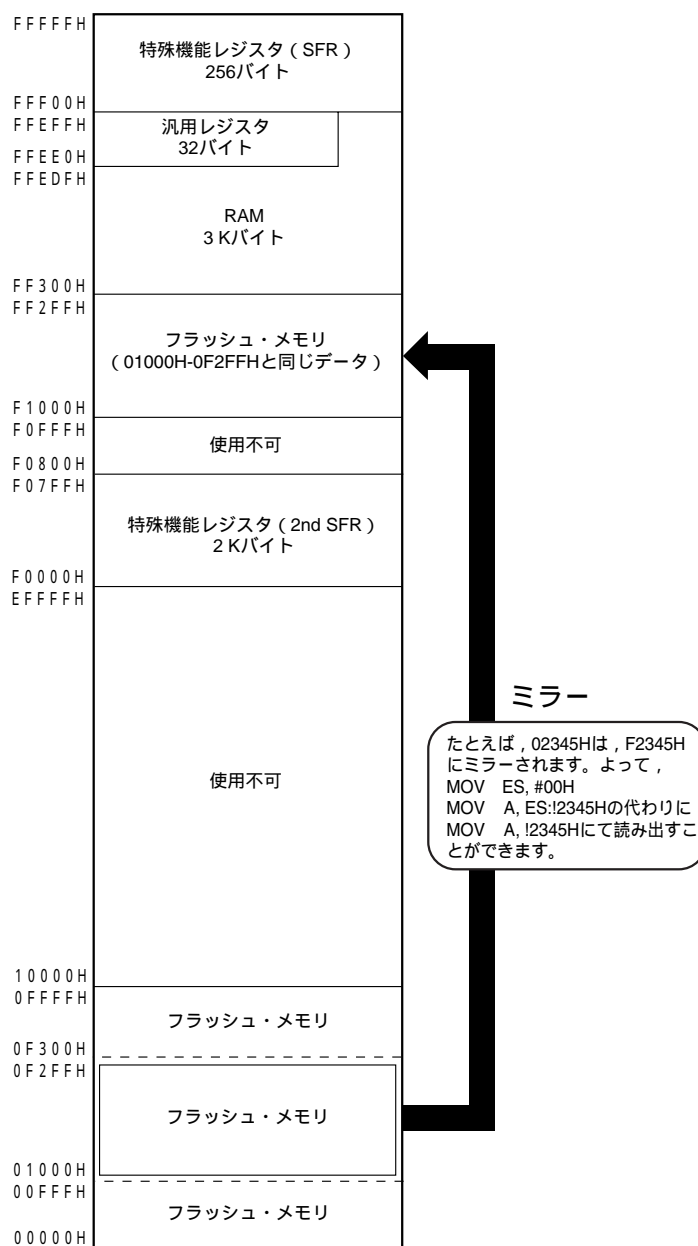 FFFFFH
特殊機能レジスタ(SFR)
256バイト
FFF00H
FFEFFH
汎用レジスタ
32バイト
FFEE0H
FFEDFH
RAM
3 Kバイト
FF300H
FF2FFH
フラッシュ・メモリ
(01000H-0F2FFHと同じデータ)
F1000H
F0FFFH
使用不可
F0800H
F07FFH
特殊機能レジスタ(2nd SFR)
2 Kバイト
F0000H
EFFFFH
ミラー
たとえば,02345Hは,F2345H
にミラーされます。よって,
MOV ES, #00H
MOV A, ES:!2345Hの代わりに
MOV A, !2345Hにて読み出すこ
とができます。
使用不可
10000H
0FFFFH
フラッシュ・メモリ
0F300H
0F2FFH
フラッシュ・メモリ
01000H
00FFFH
フラッシュ・メモリ
00000H